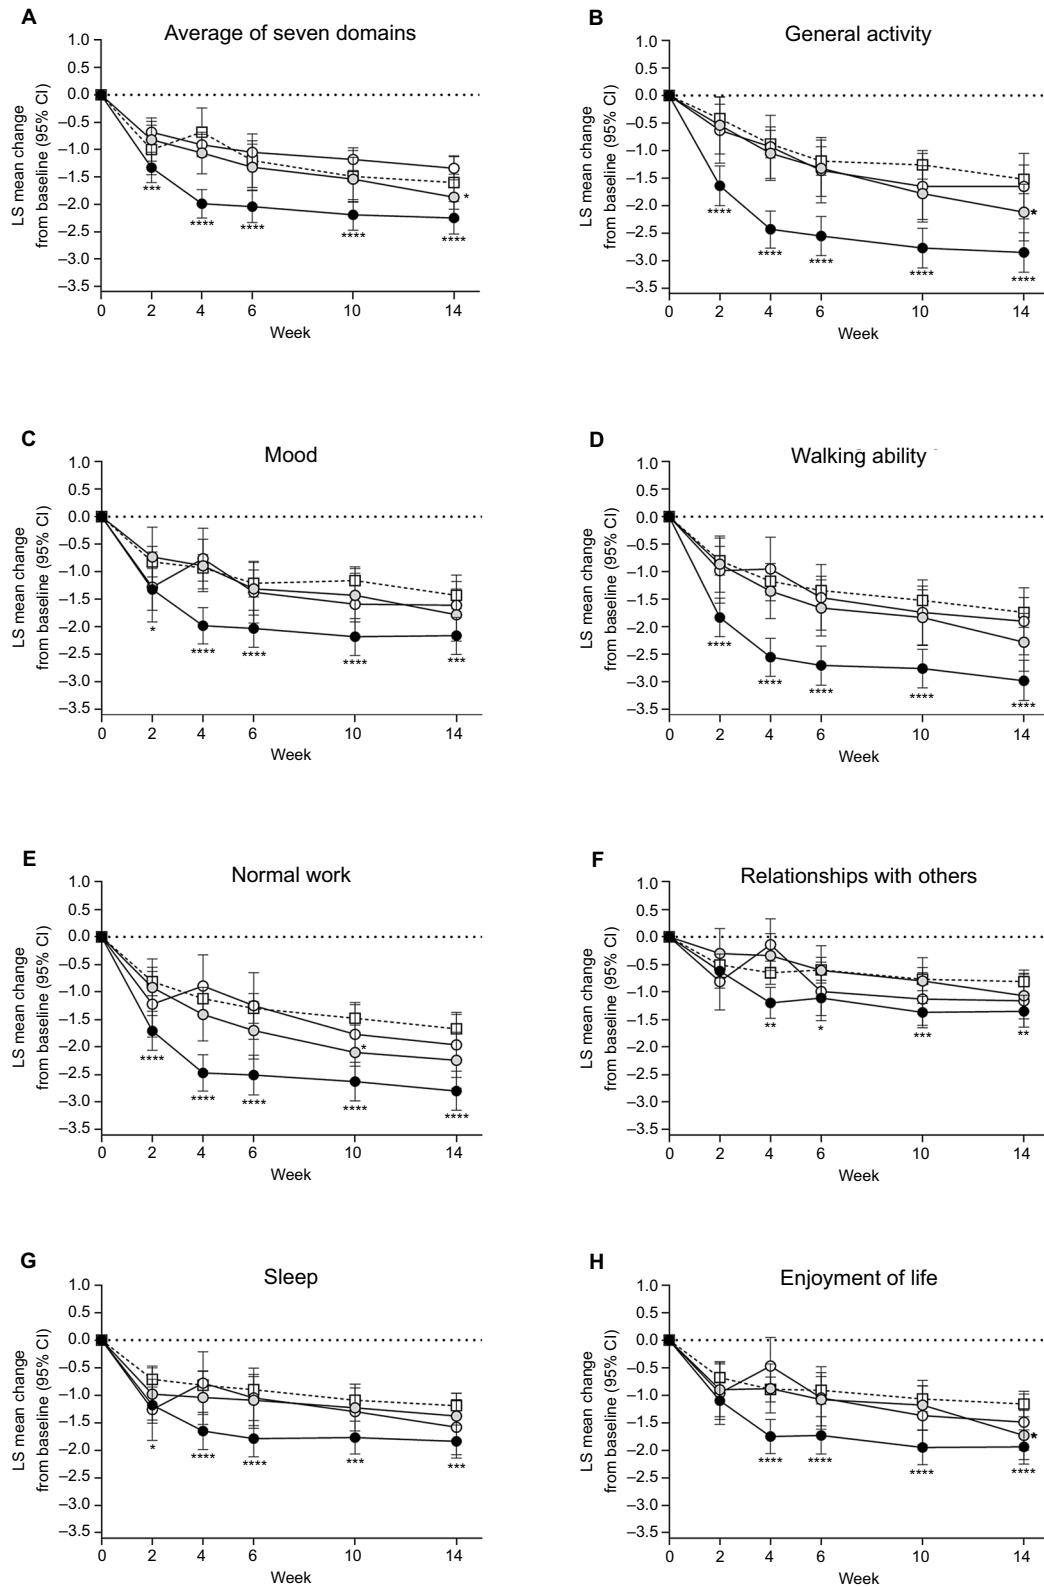 A
Average of seven domains
LS mean change
from baseline (95% CI)
1.0
0.5
0.0
–0.5
–1.0
–1.5
–2.0
–2.5
–3.0
–3.5
***
****
****
****
****
*
0 2 4 6 10 14
Week
B
General activity
LS mean change
from baseline (95% CI)
1.0
0.5
0.0
–0.5
–1.0
–1.5
–2.0
–2.5
–3.0
–3.5
****
****
****
****
****
*
0 2 4 6 10 14
Week
C
Mood
LS mean change
from baseline (95% CI)
1.0
0.5
0.0
–0.5
–1.0
–1.5
–2.0
–2.5
–3.0
–3.5
*
****
****
****
***
0 2 4 6 10 14
Week
D
Walking ability
LS mean change
from baseline (95% CI)
1.0
0.5
0.0
–0.5
–1.0
–1.5
–2.0
–2.5
–3.0
–3.5
****
****
****
****
****
0 2 4 6 10 14
Week
E
Normal work
LS mean change
from baseline (95% CI)
1.0
0.5
0.0
–0.5
–1.0
–1.5
–2.0
–2.5
–3.0
–3.5
****
****
****
*
****
****
0 2 4 6 10 14
Week
F
Relationships with others
LS mean change
from baseline (95% CI)
1.0
0.5
0.0
–0.5
–1.0
–1.5
–2.0
–2.5
–3.0
–3.5
**
*
***
**
0 2 4 6 10 14
Week
G
Sleep
LS mean change
from baseline (95% CI)
1.0
0.5
0.0
–0.5
–1.0
–1.5
–2.0
–2.5
–3.0
–3.5
*
****
****
***
***
0 2 4 6 10 14
Week
H
Enjoyment of life
LS mean change
from baseline (95% CI)
1.0
0.5
0.0
–0.5
–1.0
–1.5
–2.0
–2.5
–3.0
–3.5
****
****
****
****
*
0 2 4 6 10 14
Week